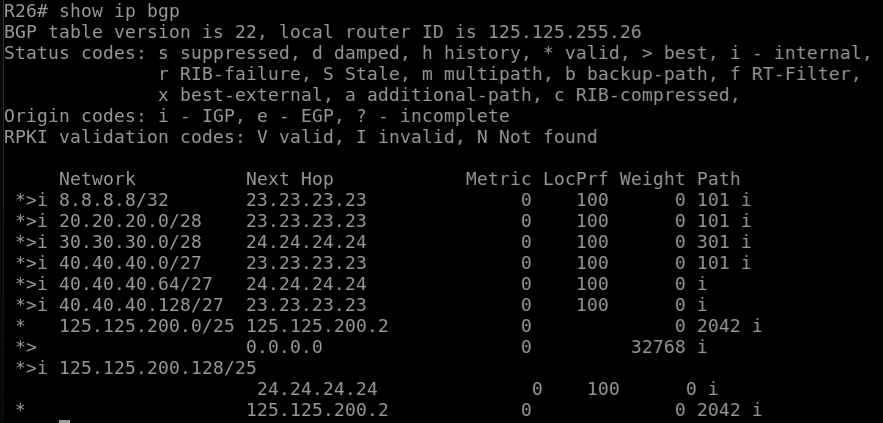 R26# show ip bgp
BGP table version is 22, local router ID is 125.125.255.26
Status codes: s suppressed, d damped, h history, * valid, > best, i - internal,
              r RIB-failure, S Stale, m multipath, b backup-path, f RT-Filter,
              x best-external, a additional-path, c RIB-compressed,
Origin codes: i - IGP, e - EGP, ? - incomplete
RPKI validation codes: V valid, I invalid, N Not found

     Network          Next Hop            Metric LocPrf Weight Path
 *>i 8.8.8.8/32       23.23.23.23              0    100      0 101 i
 *>i 20.20.20.0/28    23.23.23.23              0    100      0 101 i
 *>i 30.30.30.0/28    24.24.24.24              0    100      0 301 i
 *>i 40.40.40.0/27    23.23.23.23              0    100      0 101 i
 *>i 40.40.40.64/27   24.24.24.24              0    100      0 i
 *>i 40.40.40.128/27  23.23.23.23              0    100      0 i
 *   125.125.200.0/25 125.125.200.2            0             0 2042 i
 *>                   0.0.0.0                  0         32768 i
 *>i 125.125.200.128/25
                       24.24.24.24              0    100      0 i
 *                    125.125.200.2            0             0 2042 i